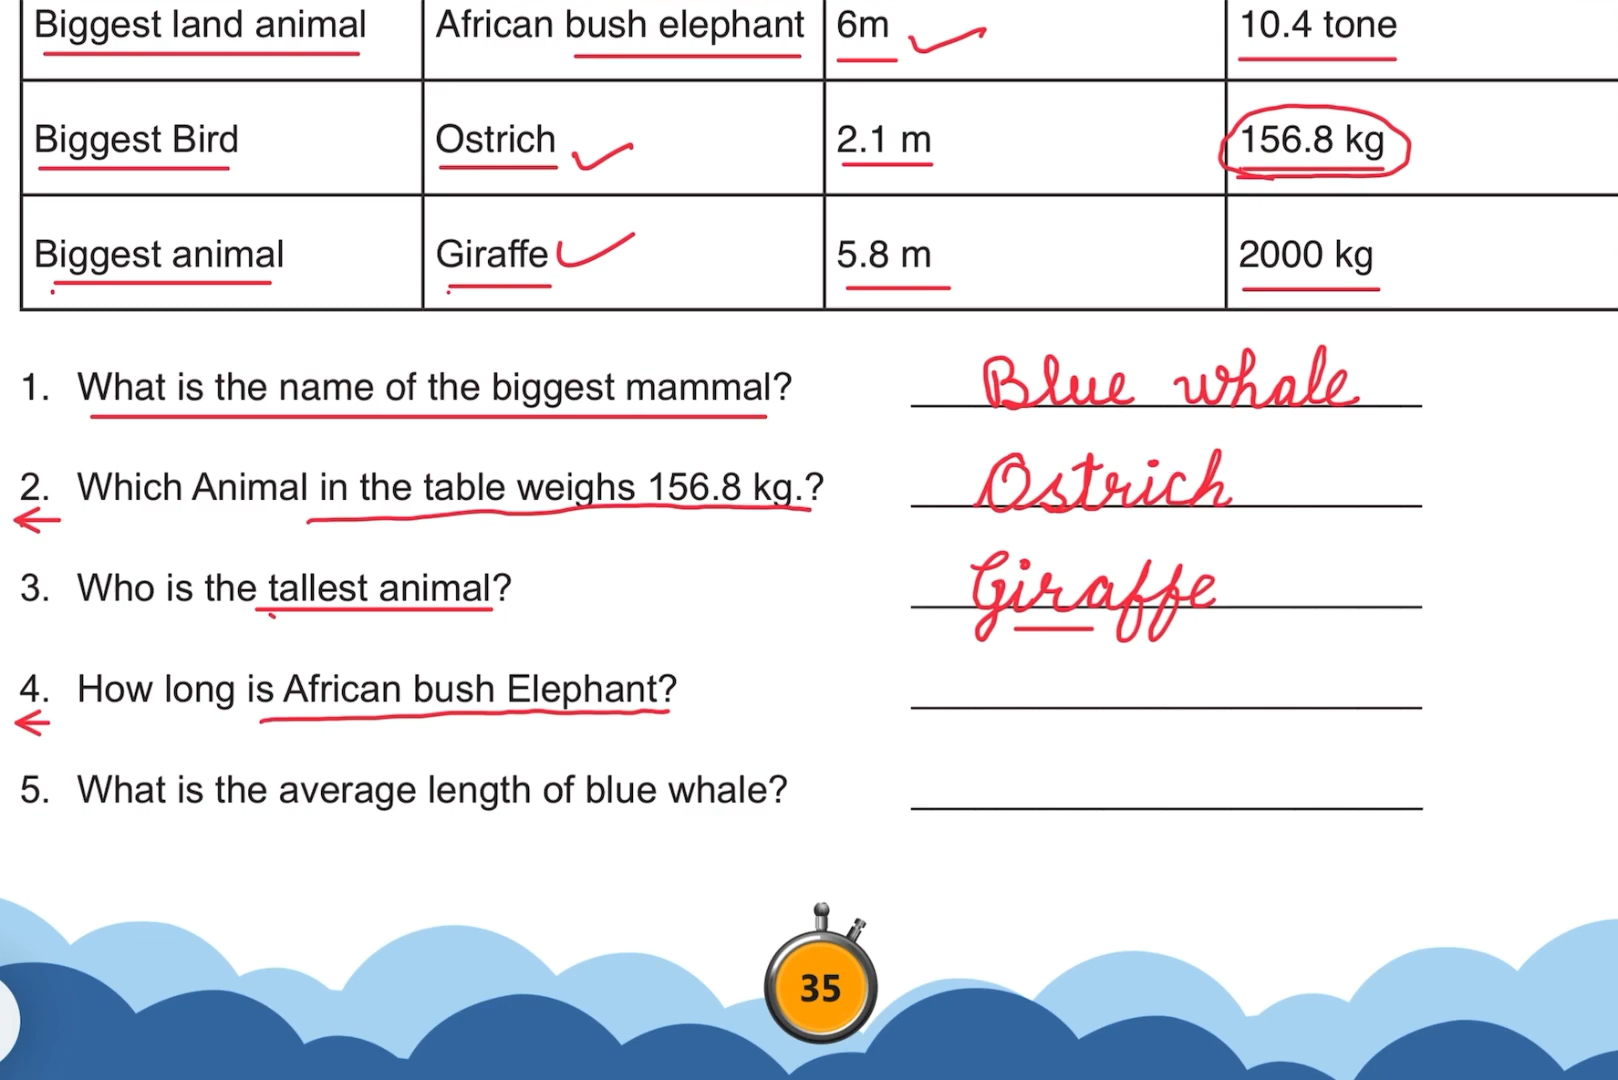 Biggest land animal African bush elephant 6m 10.4 tone
Biggest Bird Ostrich 2.1 m 156.8 kg
Biggest animal Giraffe 5.8 m 2000 kg
1. What is the name of the biggest mammal? Blue whale
2. Which Animal in the table weighs 156.8 kg.? Ostrich
3. Who is the tallest animal? Giraffe
4. How long is African bush Elephant?
5. What is the average length of blue whale?
35